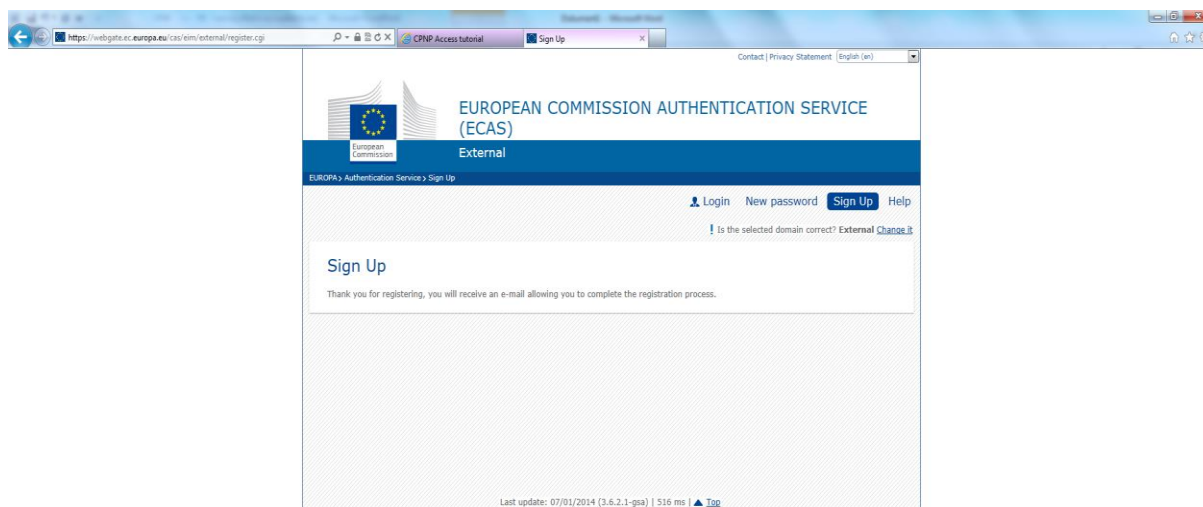 https://webgate.ec.europa.eu/cas/eim/external/register.cgi
CPNP Access tutorial
Sign Up
Contact | Privacy Statement English (en)
EUROPEAN COMMISSION AUTHENTICATION SERVICE
(ECAS)
European
Commission
External
EUROPA > Authentication Service > Sign Up
Login New password Sign Up Help
! Is the selected domain correct? External Change it
Sign Up
Thank you for registering, you will receive an e-mail allowing you to complete the registration process.
Last update: 07/01/2014 (3.6.2.1-gsa) | 516 ms | Top